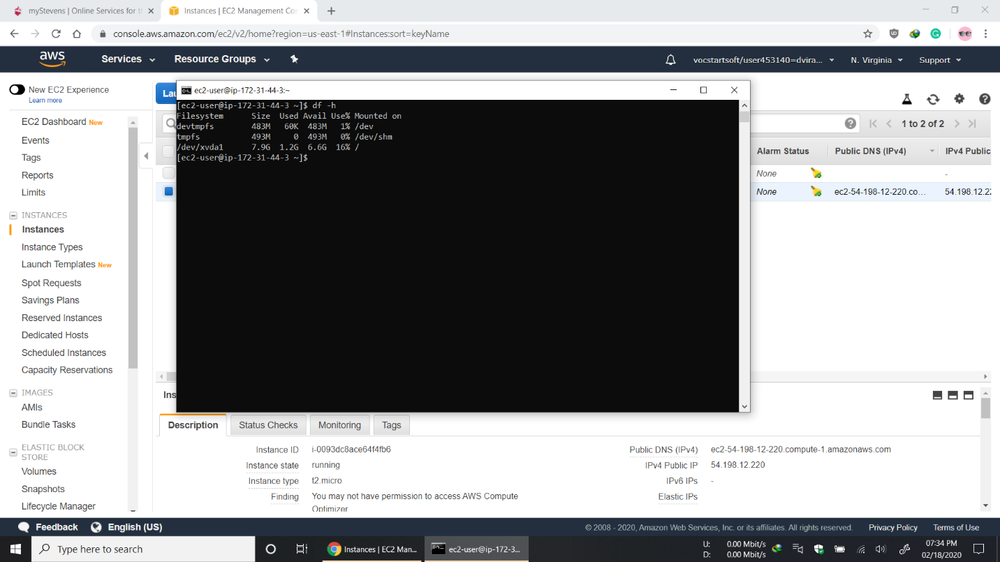 myStevens | Online Services for t
Instances | EC2 Management Con
console.aws.amazon.com/ec2/v2/home?region=us-east-1#Instances:sort=keyName
aws
Services
Resource Groups
vocstartsoft/user453140=dvira...
N. Virginia
Support
New EC2 Experience
Learn more
EC2 Dashboard New
Events
Tags
Reports
Limits
INSTANCES
Instances
Instance Types
Launch Templates New
Spot Requests
Savings Plans
Reserved Instances
Dedicated Hosts
Scheduled Instances
Capacity Reservations
IMAGES
AMIs
Bundle Tasks
ELASTIC BLOCK
STORE
Volumes
Snapshots
Lifecycle Manager
Lau
ec2-user@ip-172-31-44-3:~
[ec2-user@ip-172-31-44-3 ~]$ df -h
Filesystem Size Used Avail Use% Mounted on
devtmpfs 483M 60K 483M 1% /dev
tmpfs 493M 0 493M 0% /dev/shm
/dev/xvda1 7.9G 1.2G 6.6G 16% /
[ec2-user@ip-172-31-44-3 ~]$
1 to 2 of 2
Alarm Status Public DNS (IPv4) IPv4 Public
None -
None ec2-54-198-12-220.co... 54.198.12.22
Ins
Description Status Checks Monitoring Tags
Instance ID i-0093dc8ace64f4fb6
Instance state running
Instance type t2.micro
Finding You may not have permission to access AWS Compute
Optimizer
Public DNS (IPv4) ec2-54-198-12-220.compute-1.amazonaws.com
IPv4 Public IP 54.198.12.220
IPv6 IPs -
Elastic IPs
Feedback
English (US)
© 2008 - 2020, Amazon Web Services, Inc. or its affiliates. All rights reserved.
Privacy Policy
Terms of Use
Type here to search
Instances | EC2 Man...
ec2-user@ip-172-3...
U: 0.00 Mbit/s
D: 0.00 Mbit/s
07:34 PM
02/18/2020